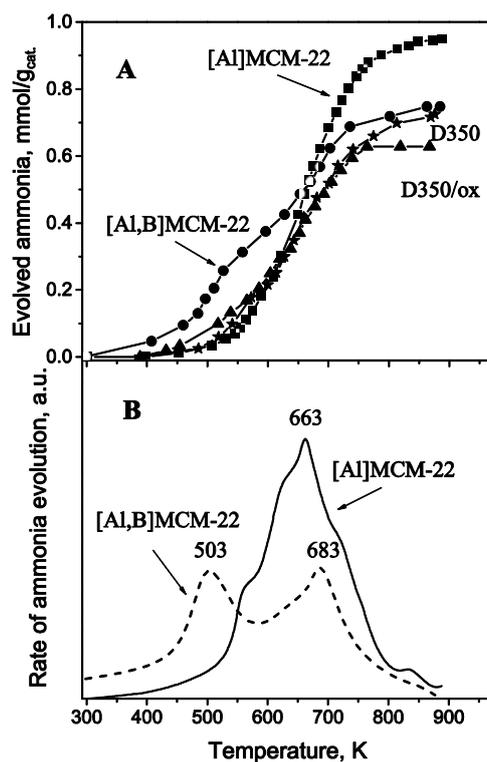 1.0
A
[Al]MCM-22
0.8
D350
0.6
D350/ox
0.4
[Al,B]MCM-22
0.2
0.0
Evolved ammonia, mmol/gcat.
B
663
[Al]MCM-22
[Al,B]MCM-22
503
683
Rate of ammonia evolution, a.u.
300 400 500 600 700 800 900
Temperature, K